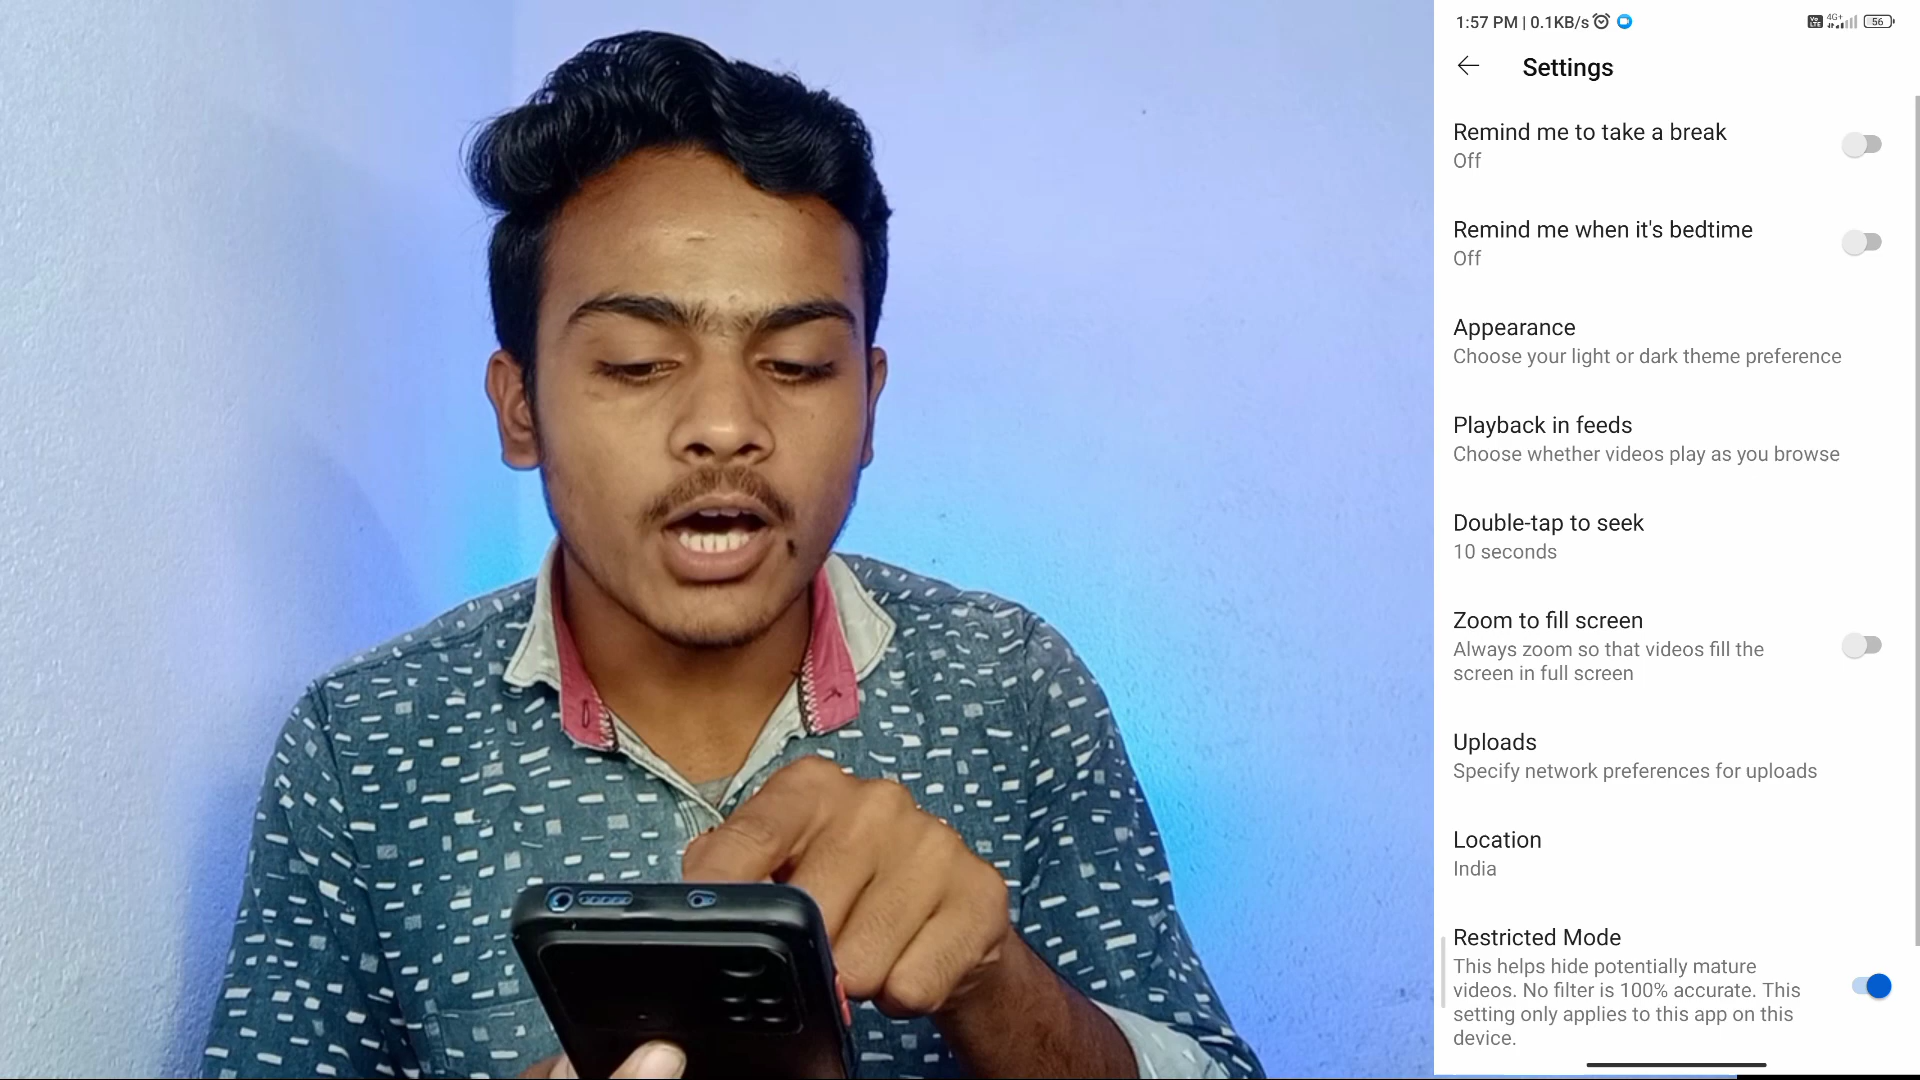 1:57 PM | 0.1KB/s
Vo LTE 4G+ 56
Settings
Remind me to take a break
Off
Remind me when it's bedtime
Off
Appearance
Choose your light or dark theme preference
Playback in feeds
Choose whether videos play as you browse
Double-tap to seek
10 seconds
Zoom to fill screen
Always zoom so that videos fill the
screen in full screen
Uploads
Specify network preferences for uploads
Location
India
Restricted Mode
This helps hide potentially mature
videos. No filter is 100% accurate. This
setting only applies to this app on this
device.